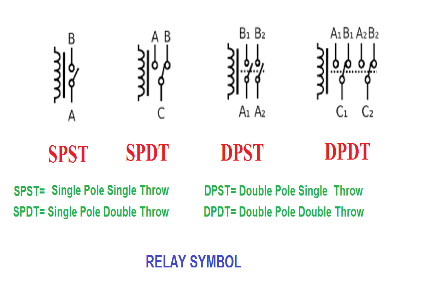 B A B B₁ B₂ A₁ B₁ A₂ B₂
A C A₁ A₂ C₁ C₂
SPST SPDT DPST DPDT
SPST= Single Pole Single Throw DPST= Double Pole Single Throw
SPDT= Single Pole Double Throw DPDT= Double Pole Double Throw
RELAY SYMBOL